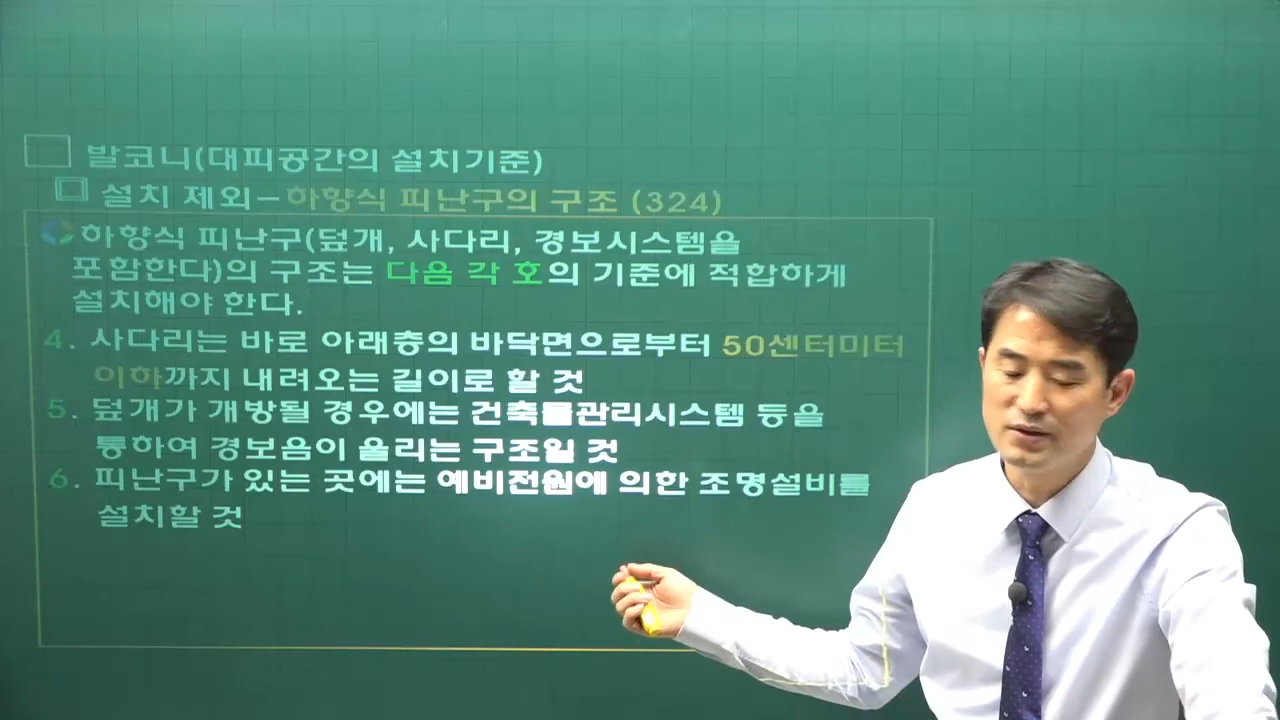 발코니(대피공간의 설치기준)
설치 제외-하향식 피난구의 구조 (324)
하향식 피난구(덮개, 사다리, 경보시스템을
포함한다)의 구조는 다음 각 호의 기준에 적합하게
설치해야 한다.
4. 사다리는 바로 아래층의 바닥면으로부터 50센터미터
이하까지 내려오는 길이로 할 것
5. 덮개가 개방될 경우에는 건축물관리시스템 등을
통하여 경보음이 울리는 구조일 것
6. 피난구가 있는 곳에는 예비전원에 의한 조명설비를
설치할 것